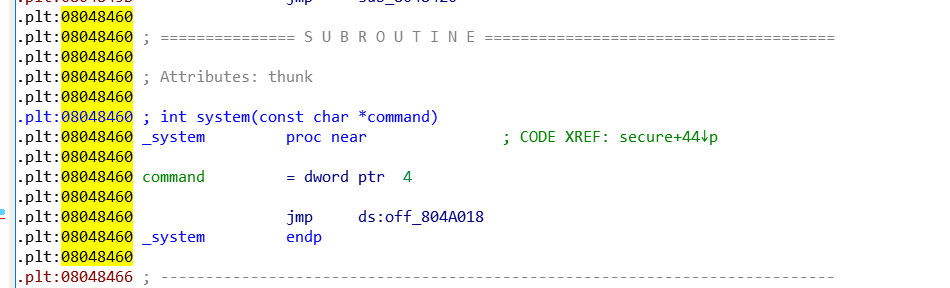 jmp sub_8048420
.plt:08048460
.plt:08048460 ; =============== S U B R O U T I N E =======================================
.plt:08048460
.plt:08048460 ; Attributes: thunk
.plt:08048460
.plt:08048460 ; int system(const char *command)
.plt:08048460 _system proc near ; CODE XREF: secure+44↓p
.plt:08048460
.plt:08048460 command = dword ptr 4
.plt:08048460
.plt:08048460 jmp ds:off_804A018
.plt:08048460 _system endp
.plt:08048460
.plt:08048466 ; ---------------------------------------------------------------------------